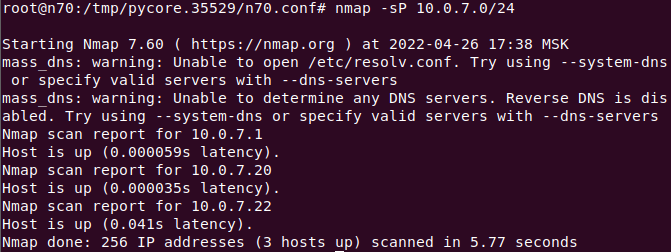 root@n70:/tmp/pycore.35529/n70.conf# nmap -sP 10.0.7.0/24
Starting Nmap 7.60 ( https://nmap.org ) at 2022-04-26 17:38 MSK
mass_dns: warning: Unable to open /etc/resolv.conf. Try using --system-dns
 or specify valid servers with --dns-servers
mass_dns: warning: Unable to determine any DNS servers. Reverse DNS is dis
abled. Try using --system-dns or specify valid servers with --dns-servers
Nmap scan report for 10.0.7.1
Host is up (0.000059s latency).
Nmap scan report for 10.0.7.20
Host is up (0.000035s latency).
Nmap scan report for 10.0.7.22
Host is up (0.041s latency).
Nmap done: 256 IP addresses (3 hosts up) scanned in 5.77 seconds